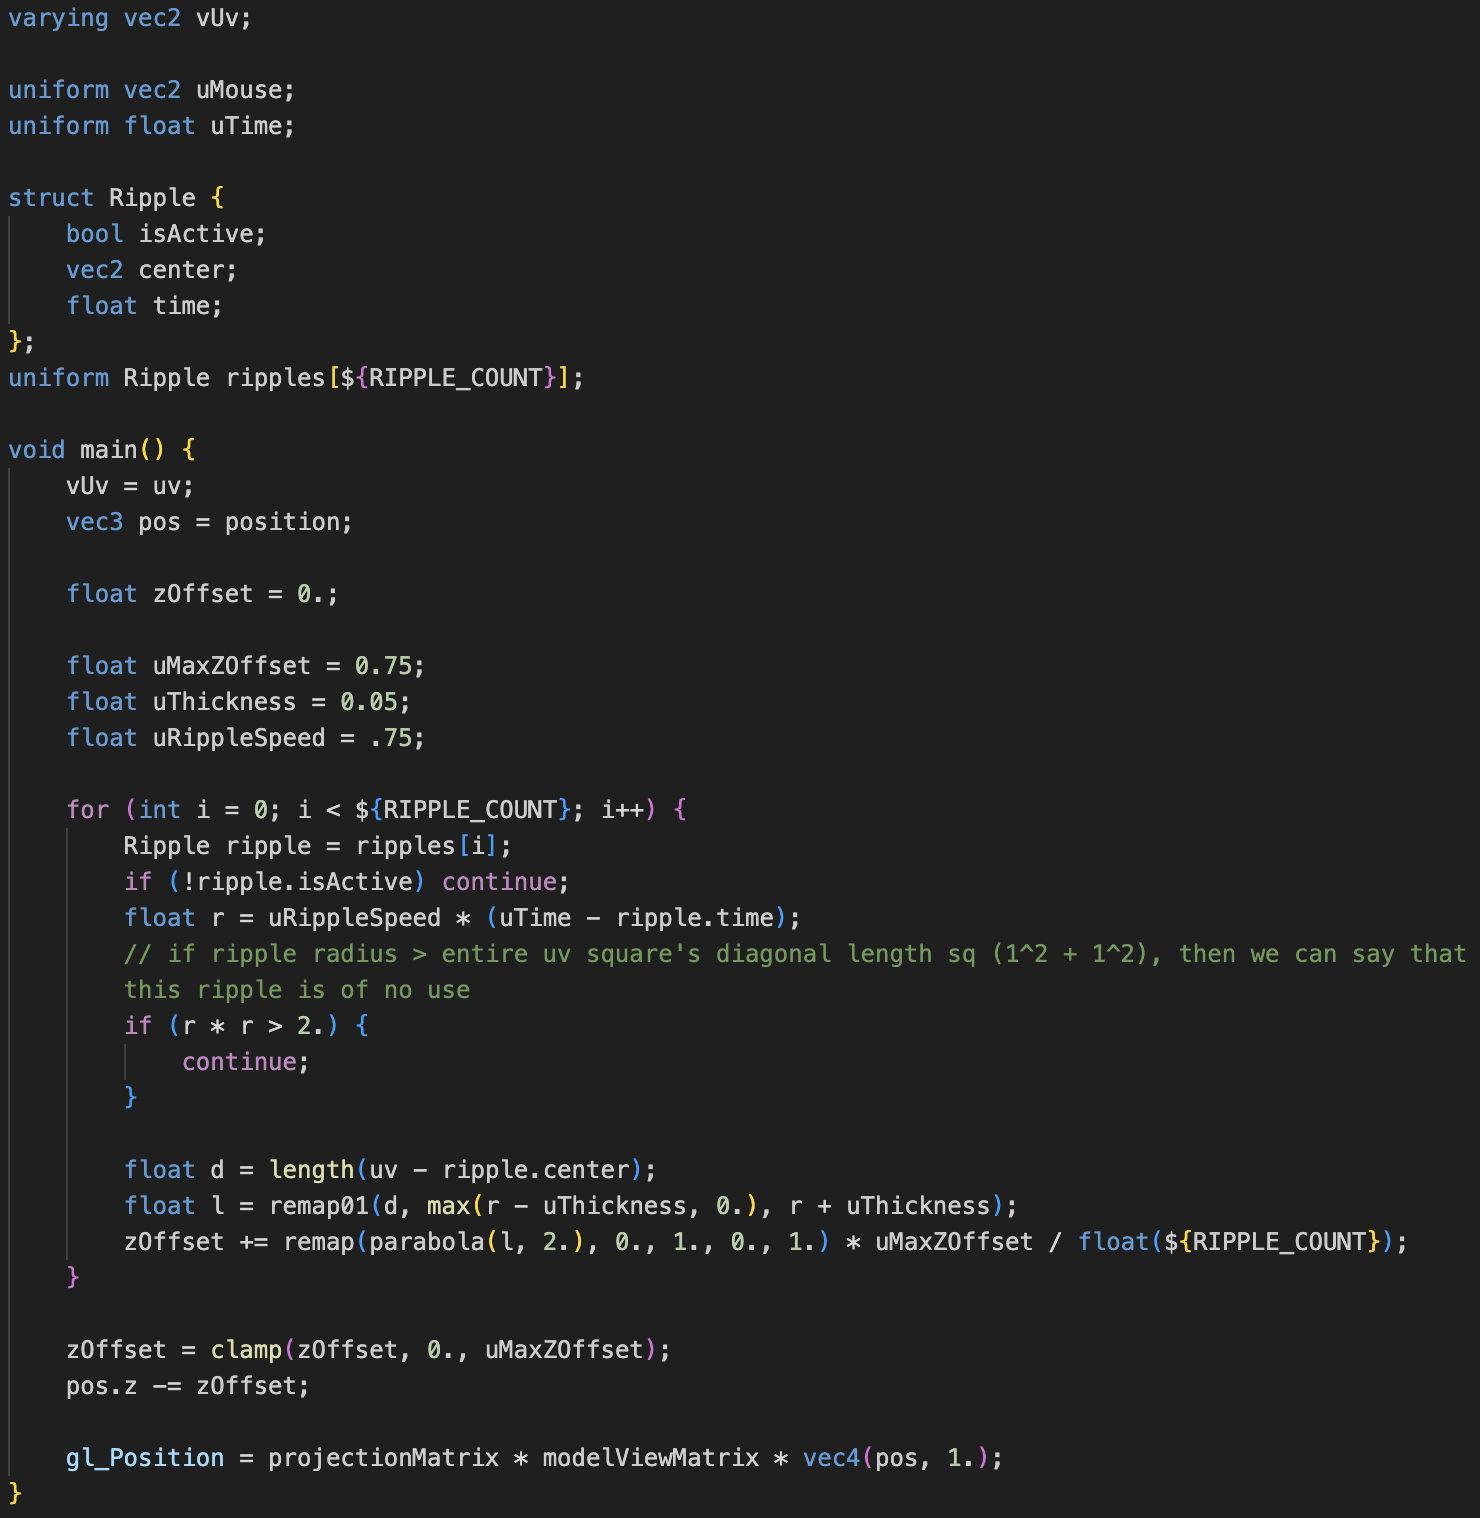 varying vec2 vUv;
uniform vec2 uMouse;
uniform float uTime;
struct Ripple {
    bool isActive;
    vec2 center;
    float time;
};
uniform Ripple ripples[${RIPPLE_COUNT}];
void main() {
    vUv = uv;
    vec3 pos = position;
    float zOffset = 0.;
    float uMaxZOffset = 0.75;
    float uThickness = 0.05;
    float uRippleSpeed = .75;
    for (int i = 0; i < ${RIPPLE_COUNT}; i++) {
        Ripple ripple = ripples[i];
        if (!ripple.isActive) continue;
        float r = uRippleSpeed * (uTime - ripple.time);
        // if ripple radius > entire uv square's diagonal length sq (1^2 + 1^2), then we can say that
        this ripple is of no use
        if (r * r > 2.) {
            continue;
        }
        float d = length(uv - ripple.center);
        float l = remap01(d, max(r - uThickness, 0.), r + uThickness);
        zOffset += remap(parabola(l, 2.), 0., 1., 0., 1.) * uMaxZOffset / float(${RIPPLE_COUNT});
    }
    zOffset = clamp(zOffset, 0., uMaxZOffset);
    pos.z -= zOffset;
    gl_Position = projectionMatrix * modelViewMatrix * vec4(pos, 1.);
}